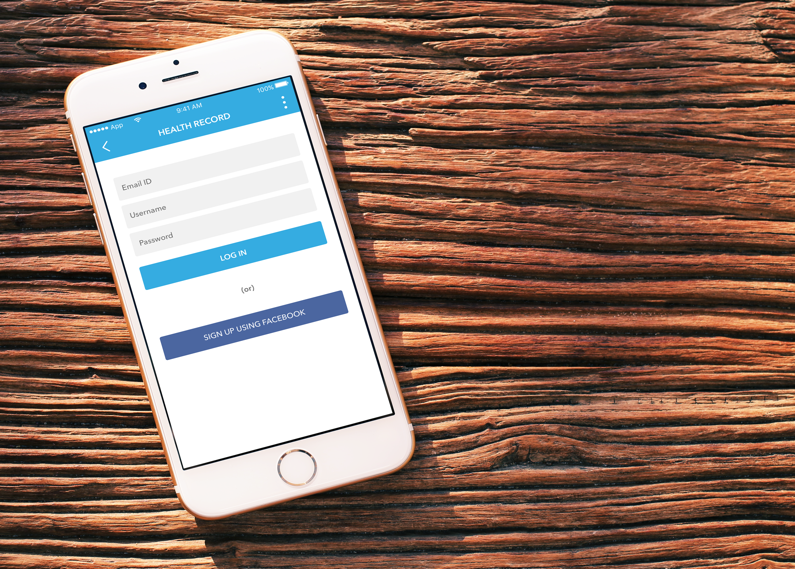 App 9:41 AM 100%
HEALTH RECORD
Email ID
Username
Password
LOG IN
(or)
SIGN UP USING FACEBOOK